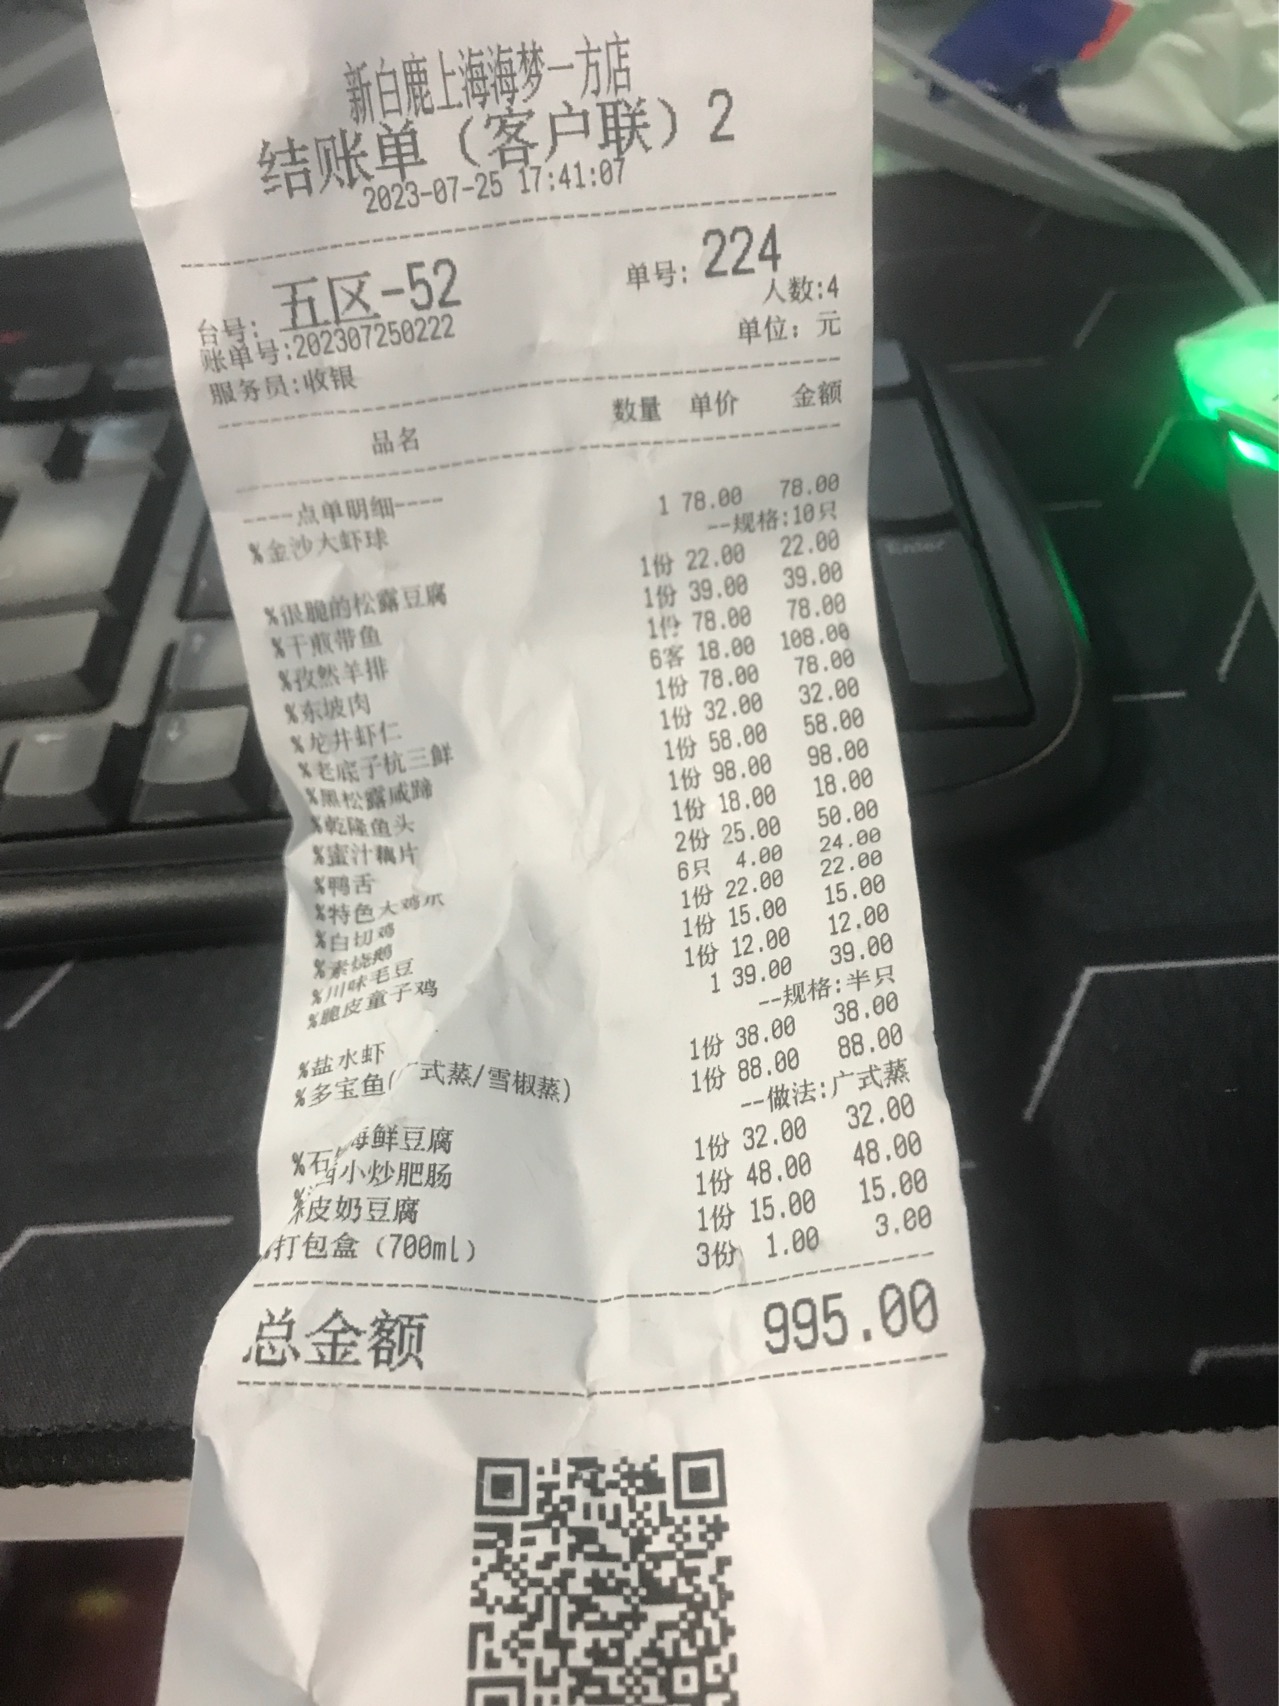 新白鹿上海海梦一方店
结账单（客户联）2
2023-07-25 17:41:07
台号: 五区-52 单号: 224
账单号:202307250222 人数:4
服务员:收银 单位: 元
品名 数量 单价 金额
----点单明细----
%金沙大虾球 1 78.00 78.00
--规格:10只
%很脆的松露豆腐 1份 22.00 22.00
%干煎带鱼 1份 39.00 39.00
%孜然羊排 1份 78.00 78.00
%东坡肉 6客 18.00 108.00
%龙井虾仁 1份 78.00 78.00
%老底子杭三鲜 1份 32.00 32.00
%黑松露咸蹄 1份 58.00 58.00
%乾隆鱼头 1份 98.00 98.00
%蜜汁藕片 1份 18.00 18.00
%鸭舌 2份 25.00 50.00
%特色大鸡爪 6只 4.00 24.00
%白切鸡 1份 22.00 22.00
%素烧鹅 1份 15.00 15.00
%川味毛豆 1份 12.00 12.00
%脆皮童子鸡 1 39.00 39.00
--规格:半只
%盐水虾 1份 38.00 38.00
%多宝鱼(广式蒸/雪椒蒸) 1份 88.00 88.00
--做法:广式蒸
%石 海鲜豆腐 1份 32.00 32.00
% 小炒肥肠 1份 48.00 48.00
皮奶豆腐 1份 15.00 15.00
打包盒（700ml） 3份 1.00 3.00
总金额 995.00